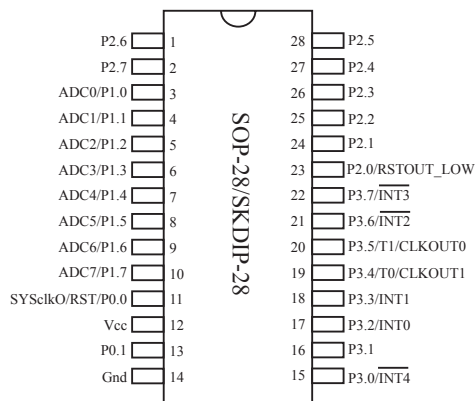 P2.6 1 28 P2.5
P2.7 2 27 P2.4
ADC0/P1.0 3 26 P2.3
ADC1/P1.1 4 25 P2.2
ADC2/P1.2 5 24 P2.1
ADC3/P1.3 6 23 P2.0/RSTOUT_LOW
ADC4/P1.4 7 22 P3.7/INT3
ADC5/P1.5 8 21 P3.6/INT2
ADC6/P1.6 9 20 P3.5/T1/CLKOUT0
ADC7/P1.7 10 19 P3.4/T0/CLKOUT1
SYSclkO/RST/P0.0 11 18 P3.3/INT1
Vcc 12 17 P3.2/INT0
P0.1 13 16 P3.1
Gnd 14 15 P3.0/INT4
SOP-28/SKDIP-28